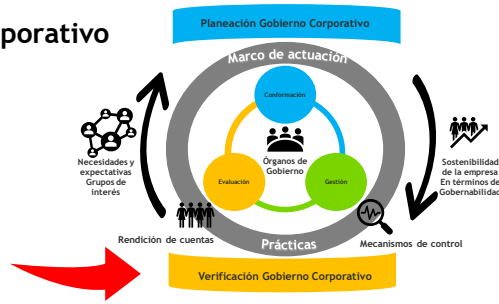 porativo
Planeación Gobierno Corporativo
Marco de actuación
Conformación
Necesidades y
expectativas
Grupos de
interés
Órganos de
Gobierno
Sostenibilidad
de la empresa
En términos de
Gobernabilidad
Evaluación
Gestión
Rendición de cuentas
Prácticas
Mecanismos de control
Verificación Gobierno Corporativo